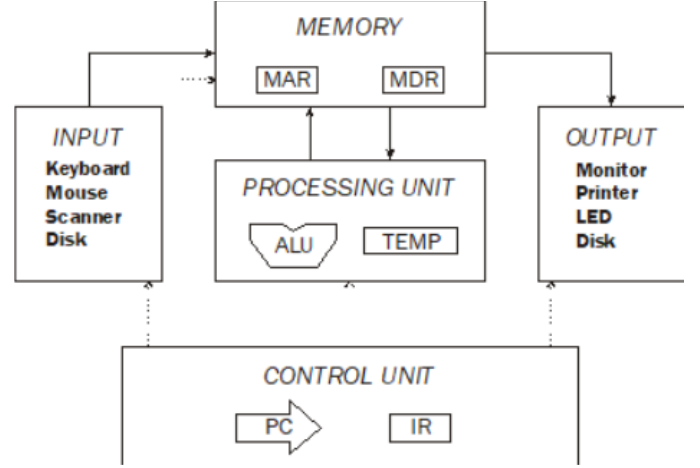 MEMORY
MAR MDR
INPUT
Keyboard
Mouse
Scanner
Disk
PROCESSING UNIT
ALU TEMP
OUTPUT
Monitor
Printer
LED
Disk
CONTROL UNIT
PC IR